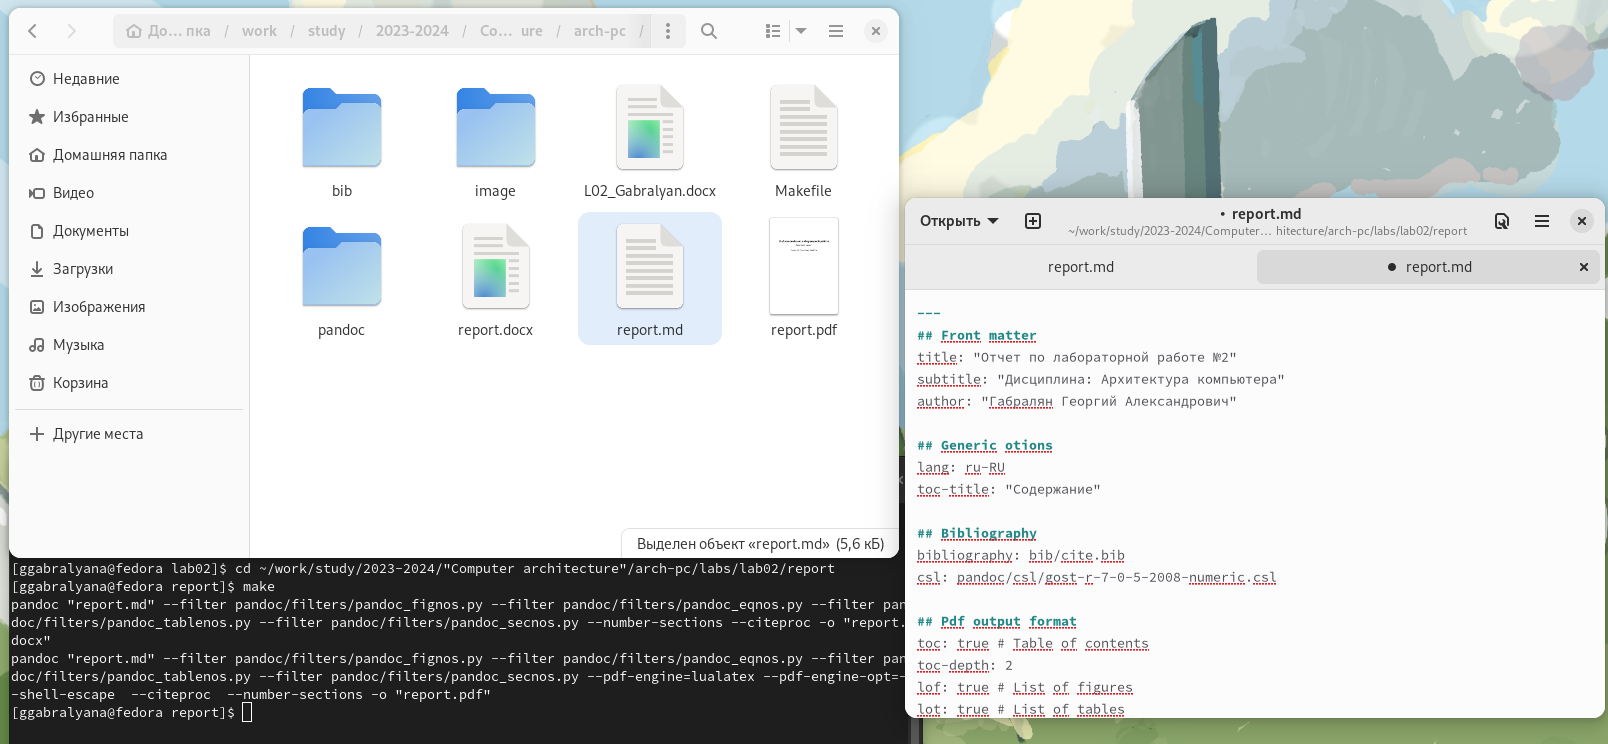 До… пка / work / study / 2023-2024 / Co… ure / arch-pc /
Недавние
Избранные
Домашняя папка
Видео
Документы
Загрузки
Изображения
Музыка
Корзина
Другие места
bib
image
L02_Gabralyan.docx
Makefile
pandoc
report.docx
report.md
report.pdf
Выделен объект «report.md» (5,6 кБ)
[ggabralyana@fedora lab02]$ cd ~/work/study/2023-2024/"Computer architecture"/arch-pc/labs/lab02/report
[ggabralyana@fedora report]$ make
pandoc "report.md" --filter pandoc/filters/pandoc_fignos.py --filter pandoc/filters/pandoc_eqnos.py --filter pan
doc/filters/pandoc_tablenos.py --filter pandoc/filters/pandoc_secnos.py --number-sections --citeproc -o "report.
docx"
pandoc "report.md" --filter pandoc/filters/pandoc_fignos.py --filter pandoc/filters/pandoc_eqnos.py --filter pan
doc/filters/pandoc_tablenos.py --filter pandoc/filters/pandoc_secnos.py --pdf-engine=lualatex --pdf-engine-opt=-
-shell-escape  --citeproc  --number-sections -o "report.pdf"
[ggabralyana@fedora report]$
Открыть
• report.md
~/work/study/2023-2024/Computer… hitecture/arch-pc/labs/lab02/report
report.md
● report.md
---
## Front matter
title: "Отчет по лабораторной работе №2"
subtitle: "Дисциплина: Архитектура компьютера"
author: "Габралян Георгий Александрович"
## Generic otions
lang: ru-RU
toc-title: "Содержание"
## Bibliography
bibliography: bib/cite.bib
csl: pandoc/csl/gost-r-7-0-5-2008-numeric.csl
## Pdf output format
toc: true # Table of contents
toc-depth: 2
lof: true # List of figures
lot: true # List of tables